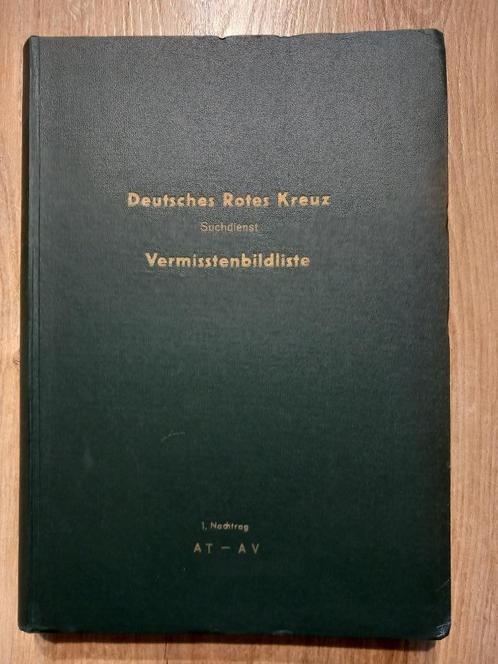 Deutsches Rotes Kreuz
Suchdienst
Vermisstenbildliste
1. Nachtrag
AT – AV